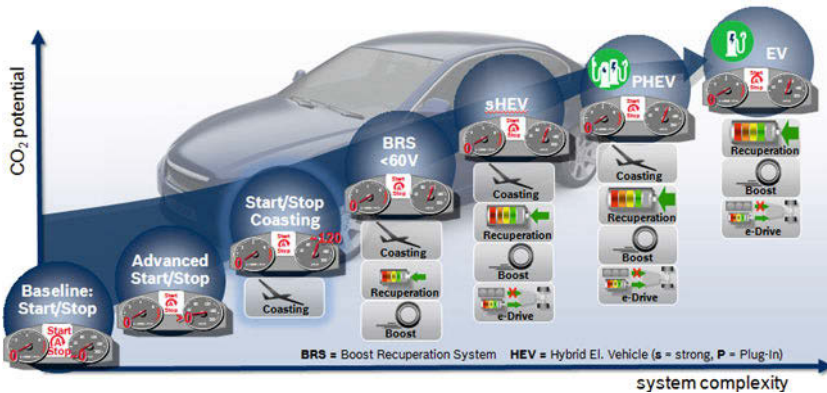 CO₂ potential
Baseline:
Start/Stop
Start
A
Stop
0
=0
Advanced
Start/Stop
Start
Stop
0
≥0
Start/Stop
Coasting
Start
Stop
0
~120
Coasting
BRS
<60V
Start
Stop
0
Coasting
Recuperation
Boost
sHEV
Start
Stop
0
Coasting
Recuperation
Boost
e-Drive
PHEV
Start
Stop
0
Coasting
Recuperation
Boost
e-Drive
EV
Start
Stop
0
Recuperation
Boost
e-Drive
BRS = Boost Recuperation System HEV = Hybrid El. Vehicle (s = strong, P = Plug-In)
system complexity